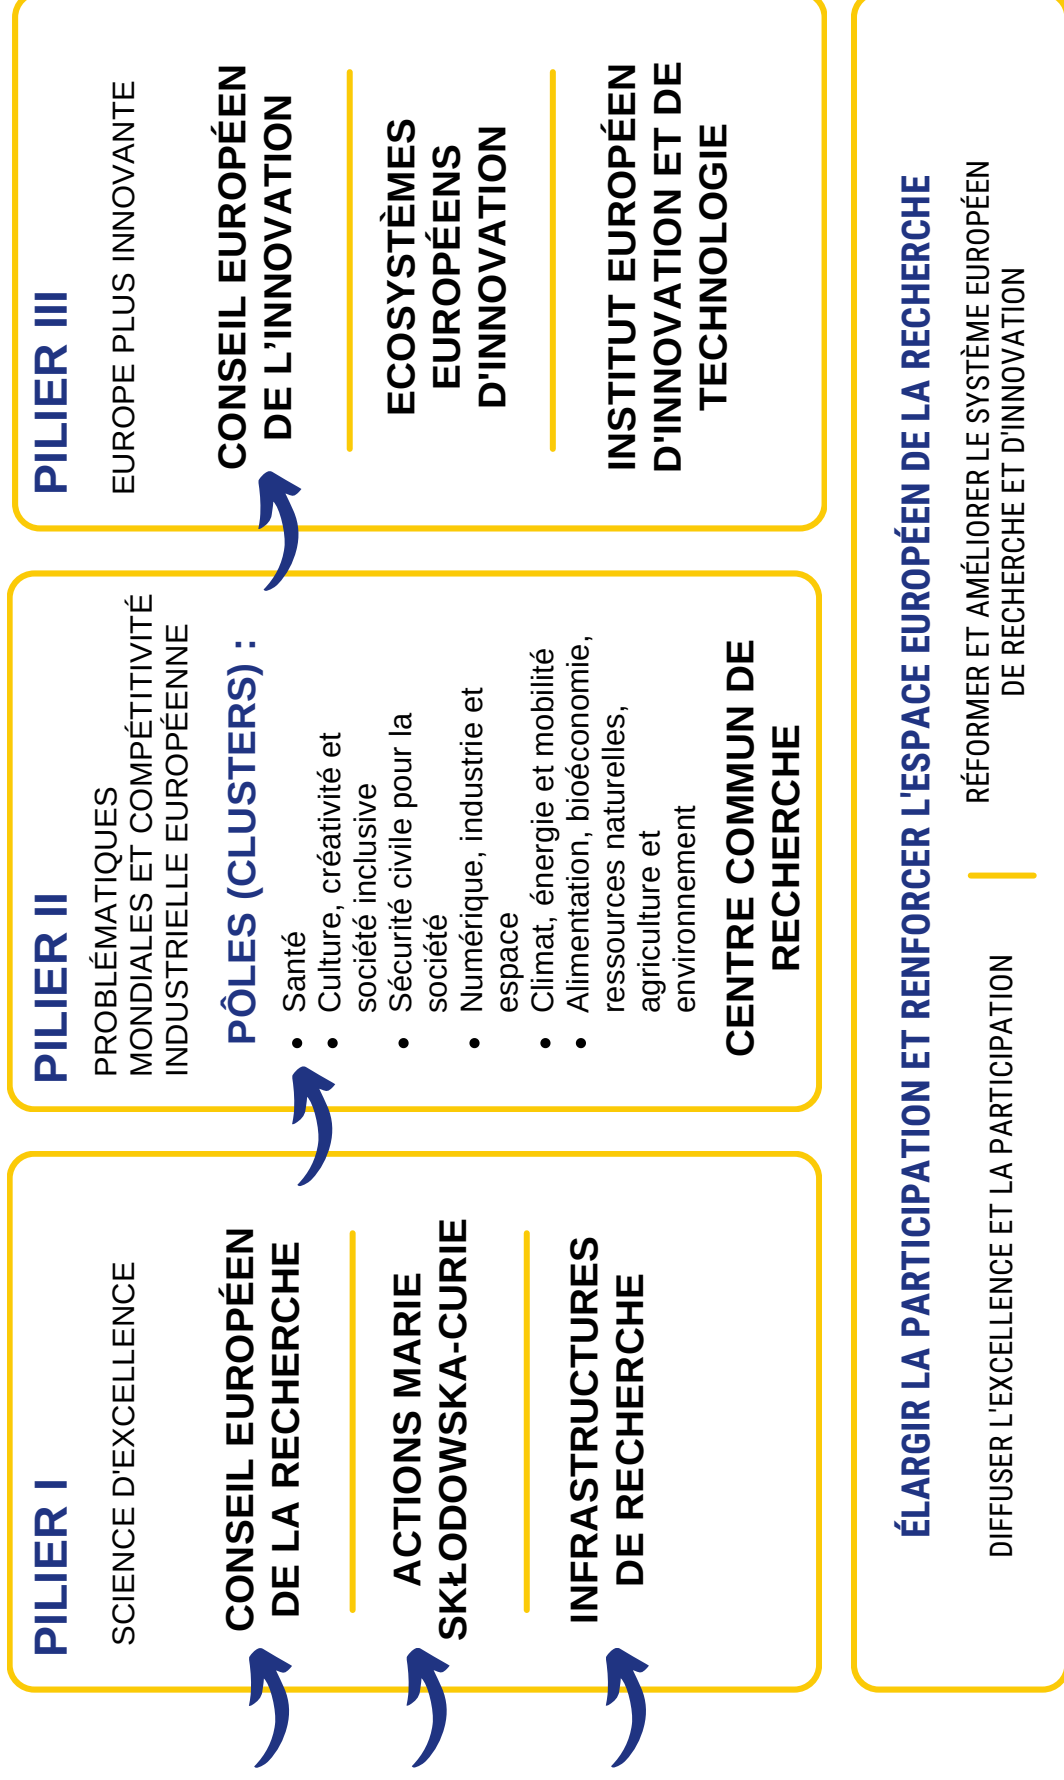 PILIER I
SCIENCE D'EXCELLENCE
CONSEIL EUROPÉEN
DE LA RECHERCHE
ACTIONS MARIE
SKŁODOWSKA-CURIE
INFRASTRUCTURES
DE RECHERCHE
PILIER II
PROBLÉMATIQUES
MONDIALES ET COMPÉTITIVITÉ
INDUSTRIELLE EUROPÉENNE
PÔLES (CLUSTERS) :
• Santé
• Culture, créativité et
société inclusive
• Sécurité civile pour la
société
• Numérique, industrie et
espace
• Climat, énergie et mobilité
• Alimentation, bioéconomie,
ressources naturelles,
agriculture et
environnement
CENTRE COMMUN DE
RECHERCHE
PILIER III
EUROPE PLUS INNOVANTE
CONSEIL EUROPÉEN
DE L’INNOVATION
ECOSYSTÈMES
EUROPÉENS
D'INNOVATION
INSTITUT EUROPÉEN
D'INNOVATION ET DE
TECHNOLOGIE
ÉLARGIR LA PARTICIPATION ET RENFORCER L'ESPACE EUROPÉEN DE LA RECHERCHE
DIFFUSER L'EXCELLENCE ET LA PARTICIPATION
RÉFORMER ET AMÉLIORER LE SYSTÈME EUROPÉEN
DE RECHERCHE ET D'INNOVATION